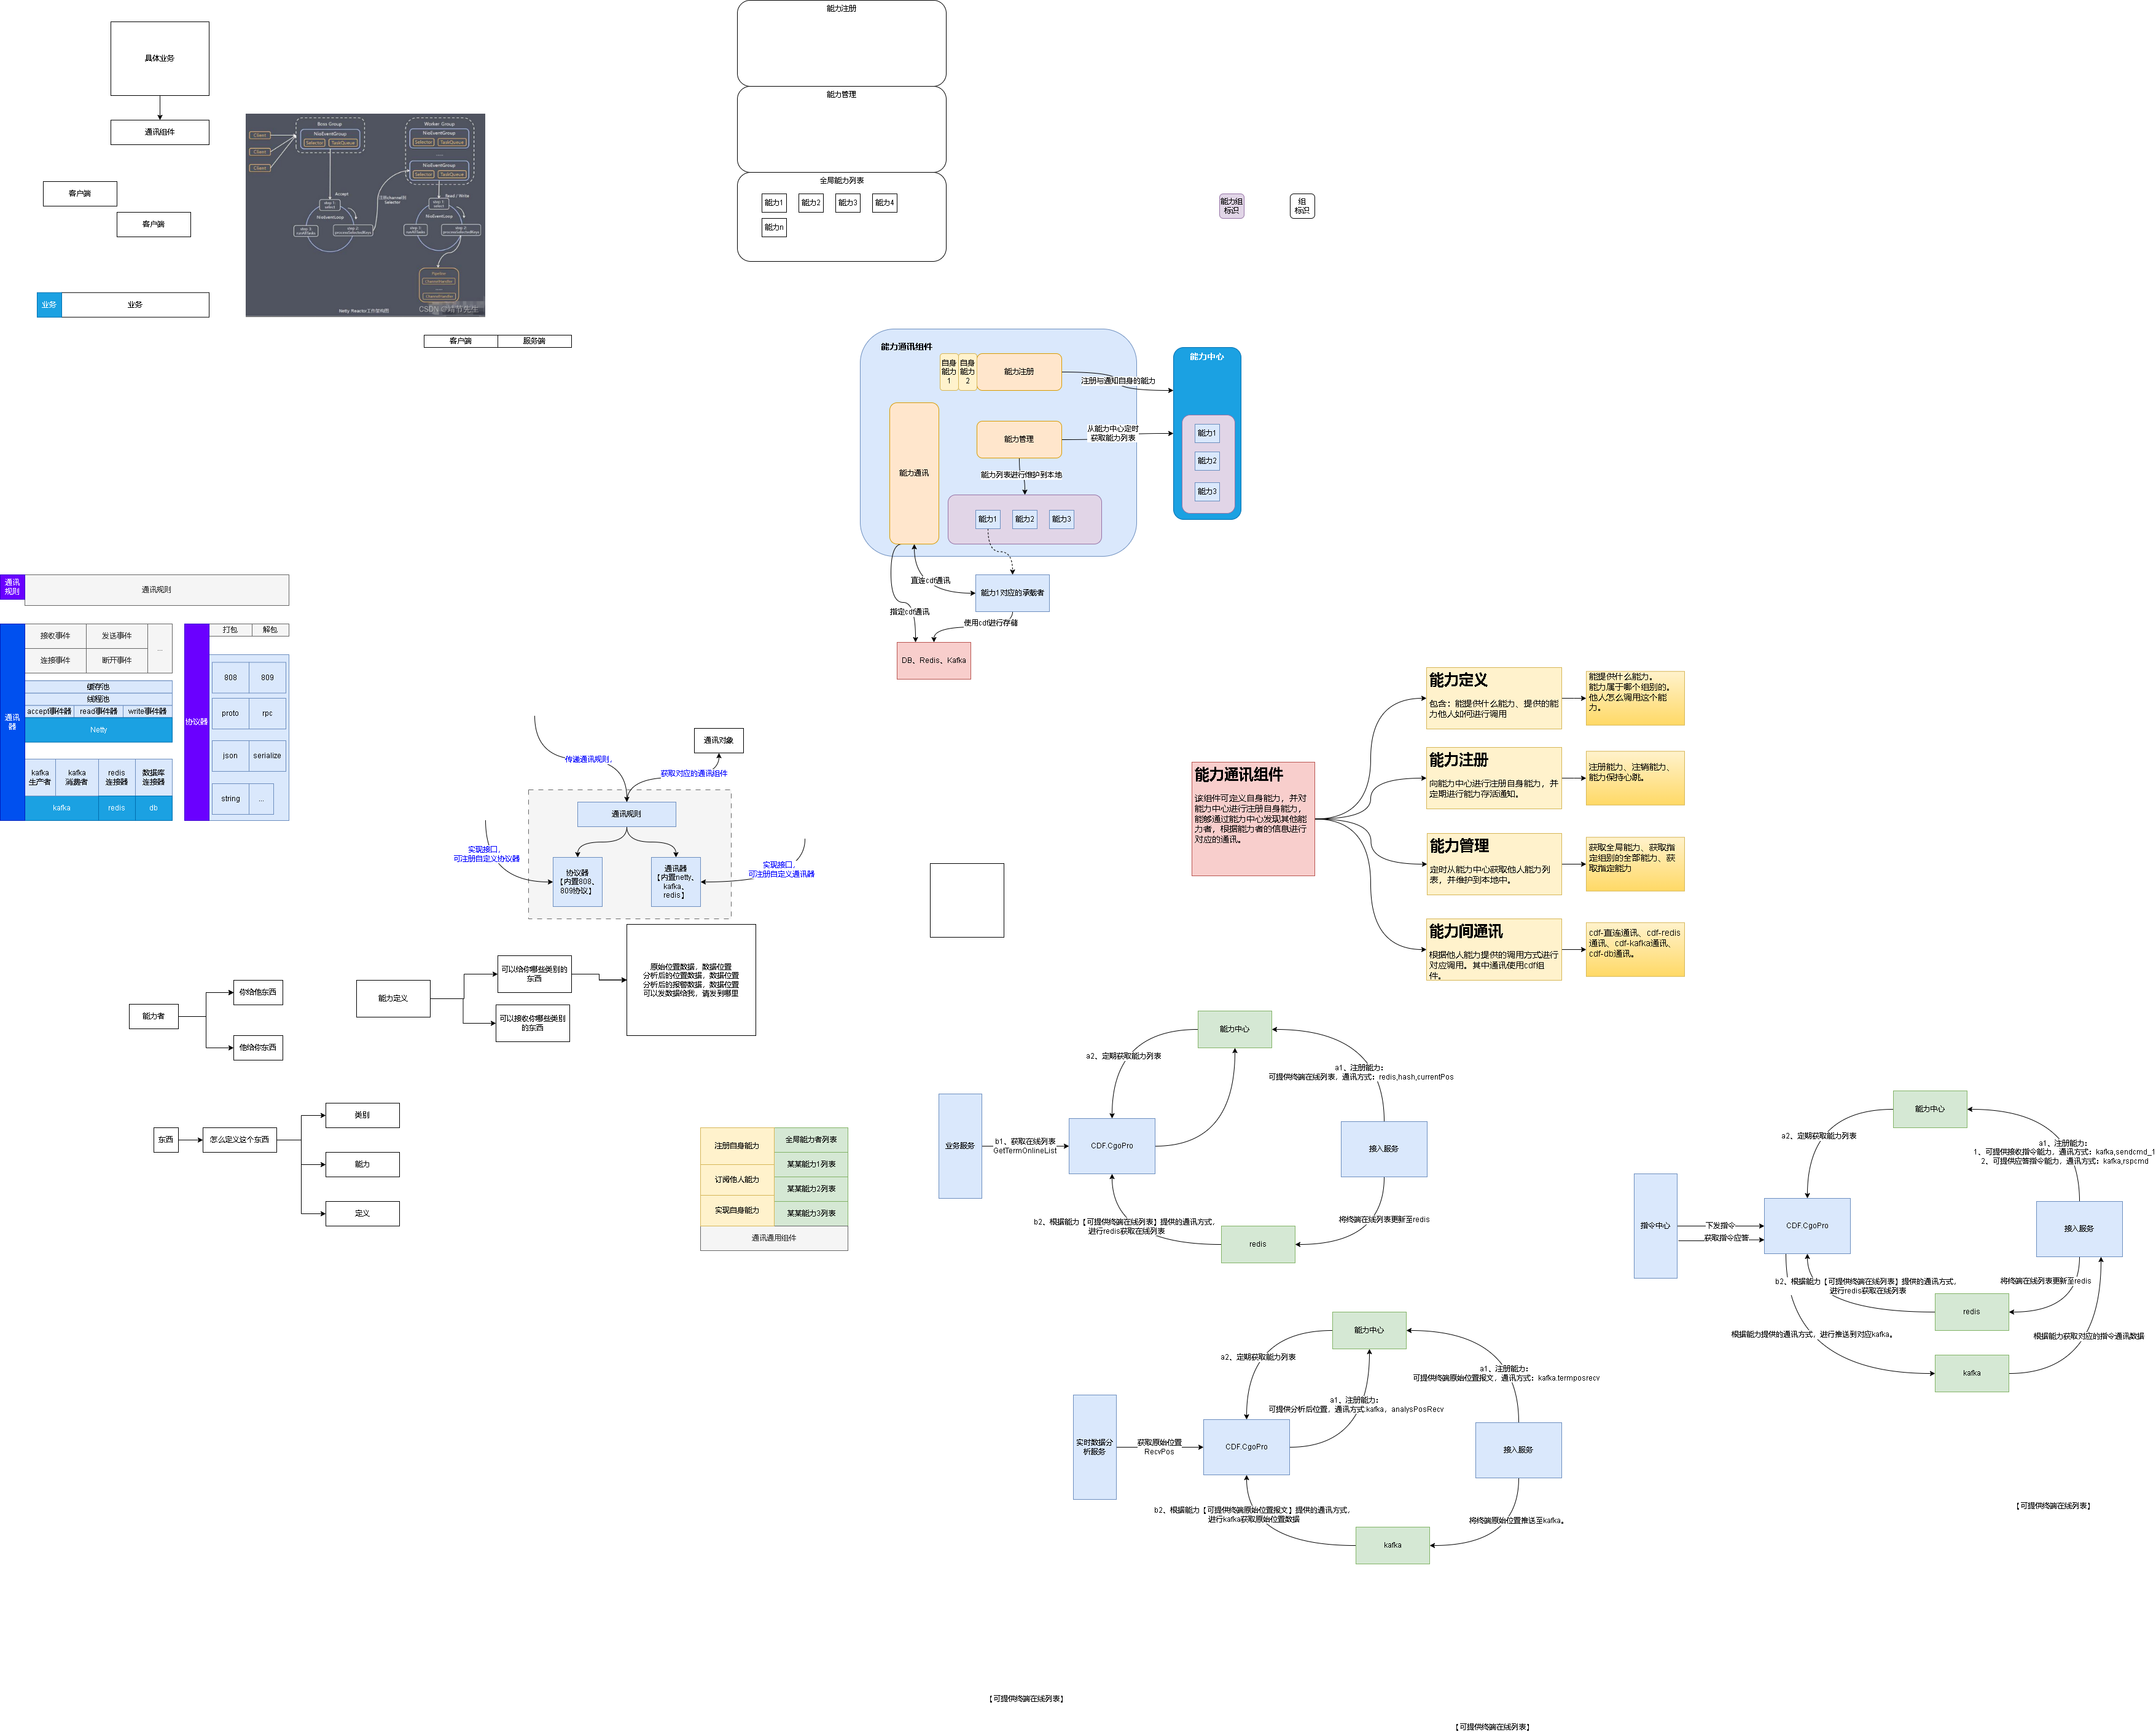 具体业务
通讯组件
客户端
客户端
业务
业务
Client
Client
Client
Boss Group
NioEventGroup
Selector
TaskQueue
Worker Group
NioEventGroup
Selector
TaskQueue
NioEventGroup
Selector
TaskQueue
Accept
Read / Write
注册channel到
Selector
step 1:
select
NioEventLoop
step 2:
processSelectedKeys
step 3:
runAllTasks
step 1:
select
NioEventLoop
step 2:
processSelectedKeys
step 3:
runAllTasks
Pipeline
ChannelHandler
......
ChannelHandler
Netty Reactor工作架构图
客户端
服务端
能力注册
能力管理
全局能力列表
能力1
能力2
能力3
能力4
能力n
能力组
标识
组
标识
能力通讯组件
自身
能力
1
自身
能力
2
能力注册
注册与通知自身的能力
能力中心
能力1
能力2
能力3
能力管理
从能力中心定时
获取能力列表
能力通讯
能力列表进行维护到本地
能力1
能力2
能力3
直连cdf通讯
能力1对应的承载者
指定cdf通讯
使用cdf进行存储
DB、Redis、Kafka
通讯
规则
通讯规则
通讯
器
接收事件
发送事件
...
连接事件
断开事件
缓存池
线程池
accept事件器
read事件器
write事件器
Netty
kafka
生产者
kafka
消费者
redis
连接器
数据库
连接器
kafka
redis
db
协议器
打包
解包
808
809
proto
rpc
json
serialize
string
...
通讯对象
传递通讯规则，
获取对应的通讯组件
通讯规则
实现接口，
可注册自定义协议器
协议器
【内置808、
809协议】
通讯器
【内置netty、
kafka、
redis】
实现接口，
可注册自定义通讯器
能力通讯组件
该组件可定义自身能力，并对
能力中心进行注册自身能力，
能够通过能力中心发现其他能
力者，根据能力者的信息进行
对应的通讯。
能力定义
包含：能提供什么能力、提供的能
力他人如何进行调用
能提供什么能力。
能力属于哪个组别的。
他人怎么调用这个能
力。
能力注册
向能力中心进行注册自身能力，并
定期进行能力存活通知。
注册能力、注销能力、
能力保持心跳。
能力管理
定时从能力中心获取他人能力列
表，并维护到本地中。
获取全局能力、获取指
定组别的全部能力、获
取指定能力
能力间通讯
根据他人能力提供的调用方式进行
对应调用。其中通讯使用cdf组
件。
cdf-直连通讯、cdf-redis
通讯、cdf-kafka通讯、
cdf-db通讯。
能力者
你给他东西
他给你东西
能力定义
可以给你哪些类别的
东西
可以接收你哪些类别
的东西
原始位置数据，数据位置
分析后的位置数据，数据位置
分析后的报警数据，数据位置
可以发数据给我，请发到哪里
东西
怎么定义这个东西
类别
能力
定义
注册自身能力
订阅他人能力
实现自身能力
全局能力者列表
某某能力1列表
某某能力2列表
某某能力3列表
通讯通用组件
能力中心
a2、定期获取能力列表
a1、注册能力：
可提供终端在线列表，通讯方式：redis,hash,currentPos
业务服务
b1、获取在线列表
GetTermOnlineList
CDF.CgoPro
接入服务
b2、根据能力【可提供终端在线列表】提供的通讯方式，
进行redis获取在线列表
将终端在线列表更新至redis
redis
能力中心
a2、定期获取能力列表
a1、注册能力：
1、可提供接收指令能力，通讯方式：kafka,sendcmd_1
2、可提供应答指令能力，通讯方式：kafka,rspcmd
指令中心
下发指令
获取指令应答
CDF.CgoPro
接入服务
b2、根据能力【可提供终端在线列表】提供的通讯方式，
进行redis获取在线列表
将终端在线列表更新至redis
redis
根据能力提供的通讯方式，进行推送到对应kafka。
根据能力获取对应的指令通讯数据
kafka
能力中心
a2、定期获取能力列表
a1、注册能力：
可提供终端原始位置报文，通讯方式：kafka.termposrecv
a1、注册能力：
可提供分析后位置，通讯方式:kafka，analysPosRecv
实时数据分
析服务
获取原始位置
RecvPos
CDF.CgoPro
接入服务
b2、根据能力【可提供终端原始位置报文】提供的通讯方式，
进行kafka获取原始位置数据
将终端原始位置推送至kafka。
kafka
【可提供终端在线列表】
【可提供终端在线列表】
【可提供终端在线列表】